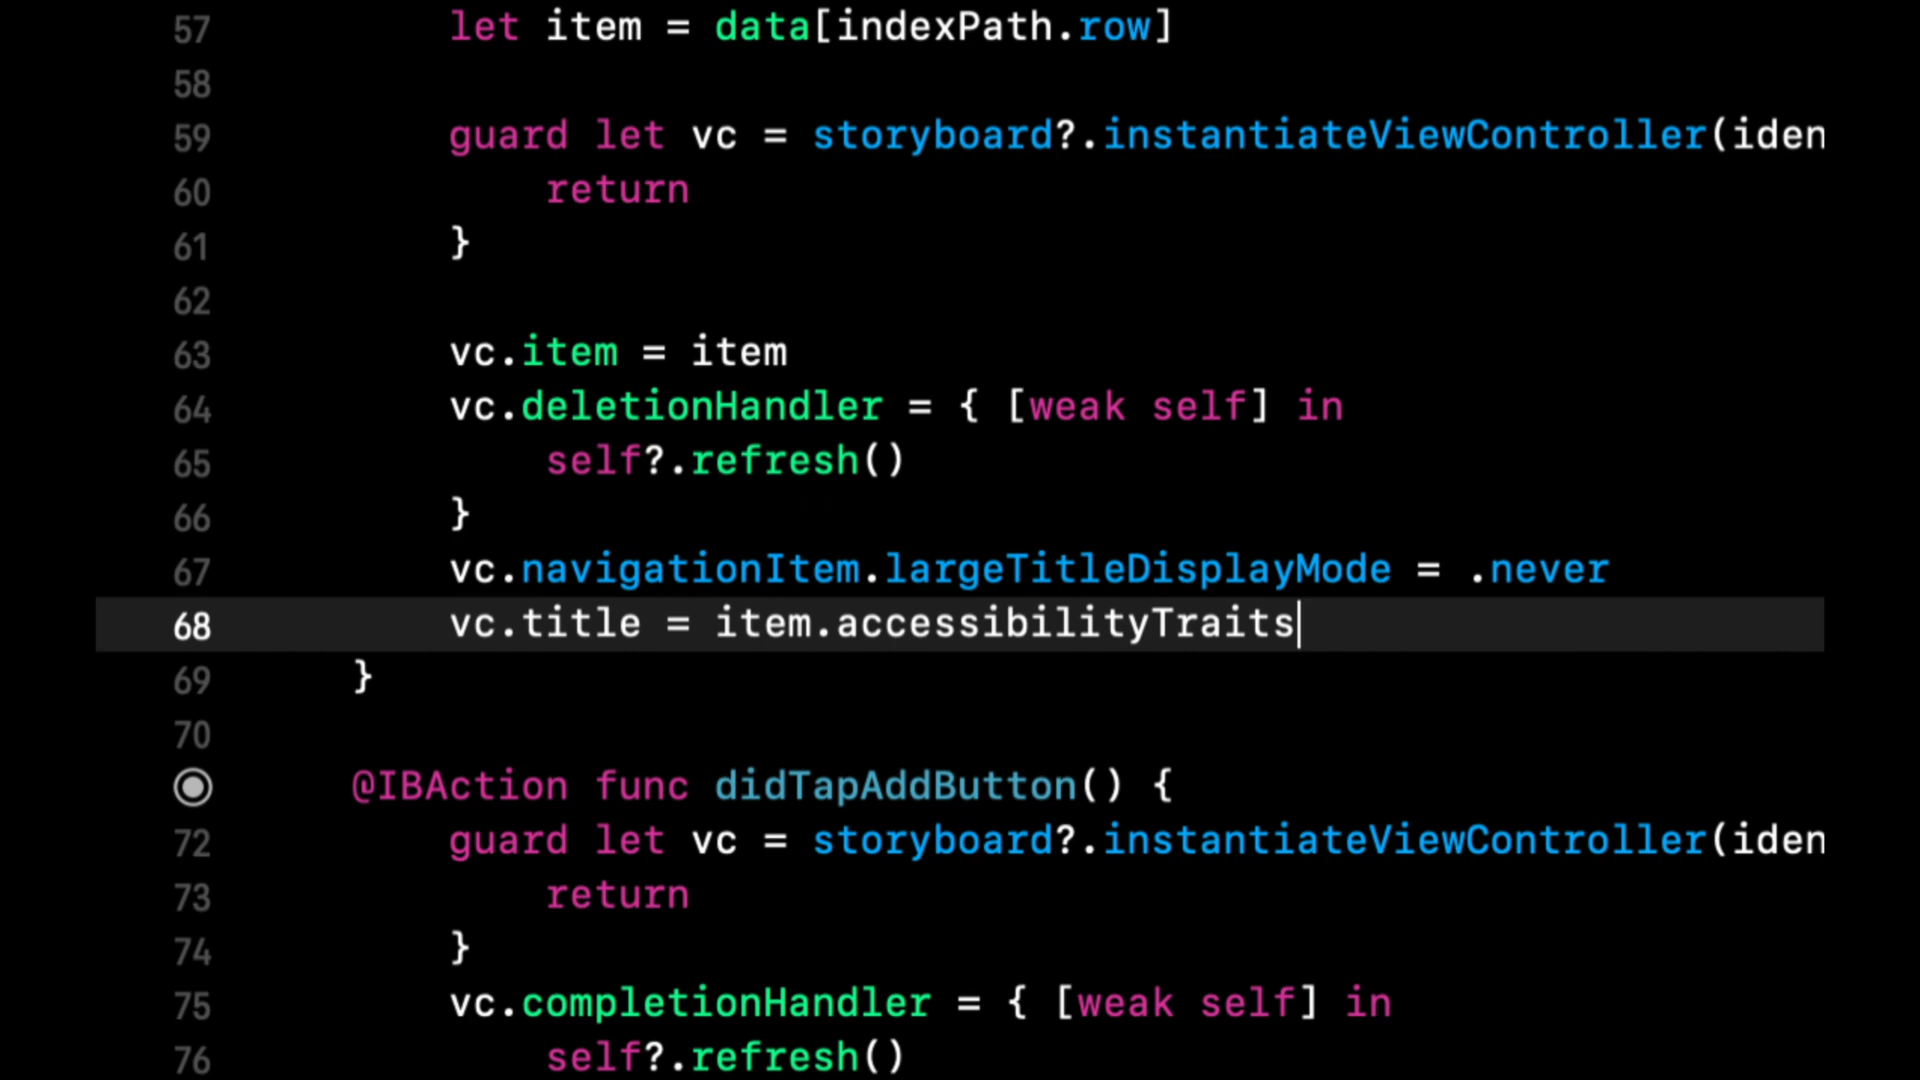 57 let item = data[indexPath.row]
58
59 guard let vc = storyboard?.instantiateViewController(iden
60 return
61 }
62
63 vc.item = item
64 vc.deletionHandler = { [weak self] in
65 self?.refresh()
66 }
67 vc.navigationItem.largeTitleDisplayMode = .never
68 vc.title = item.accessibilityTraits
69 }
70
@IBAction func didTapAddButton() {
72 guard let vc = storyboard?.instantiateViewController(iden
73 return
74 }
75 vc.completionHandler = { [weak self] in
76 self?.refresh()